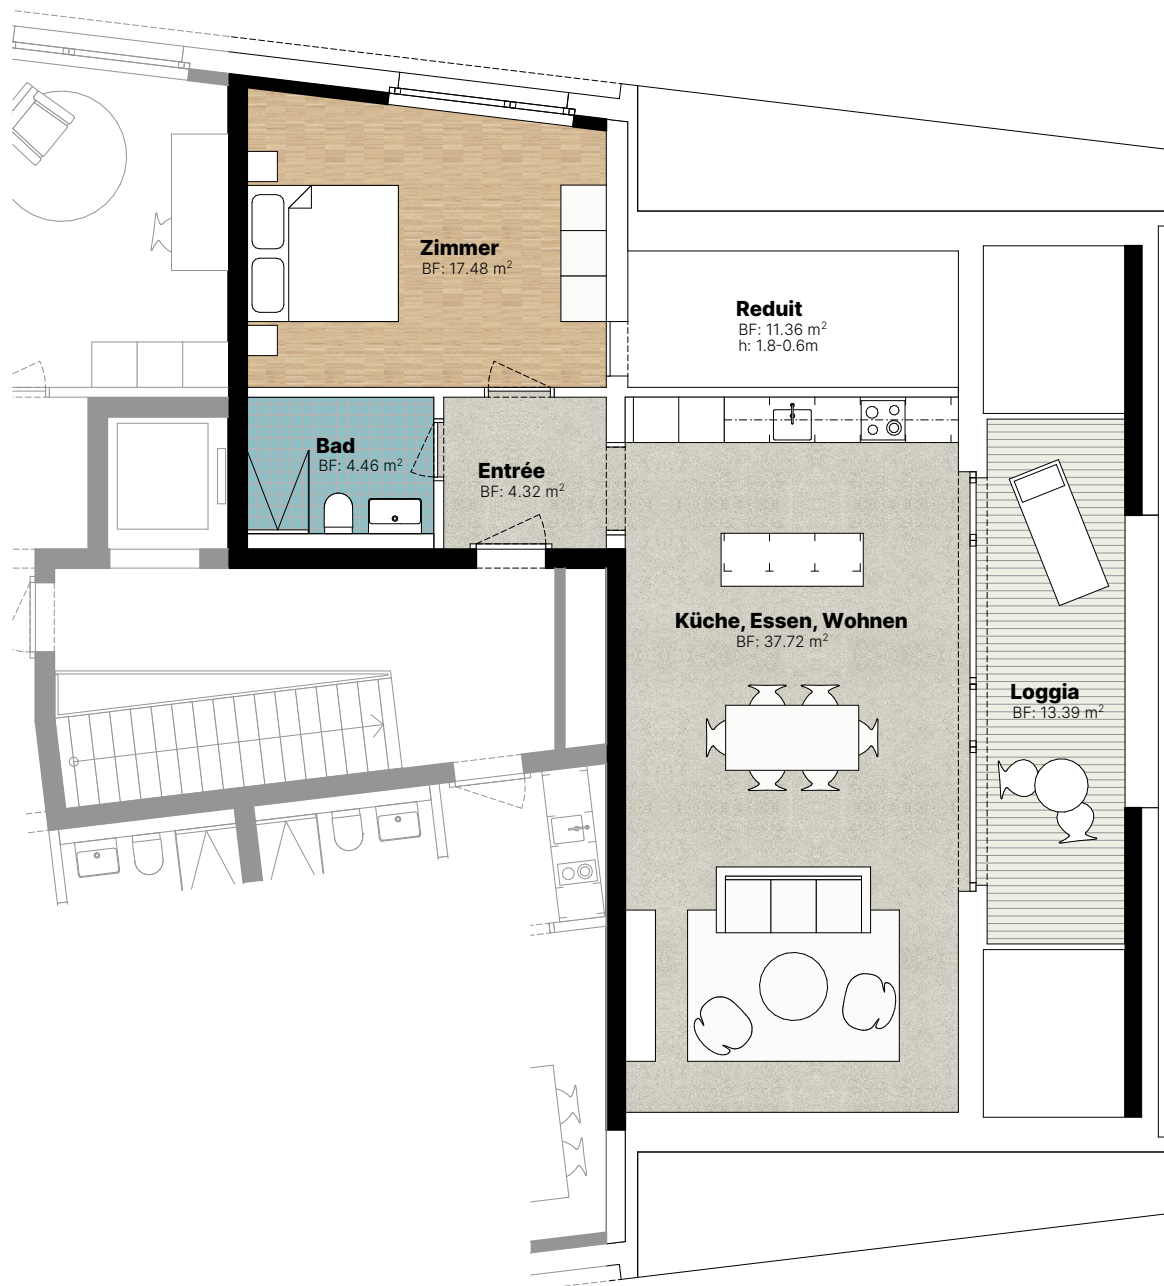 Zimmer
BF: 17.48 m²
Reduit
BF: 11.36 m²
h: 1.8-0.6m
Bad
BF: 4.46 m²
Entrée
BF: 4.32 m²
Küche, Essen, Wohnen
BF: 37.72 m²
Loggia
BF: 13.39 m²